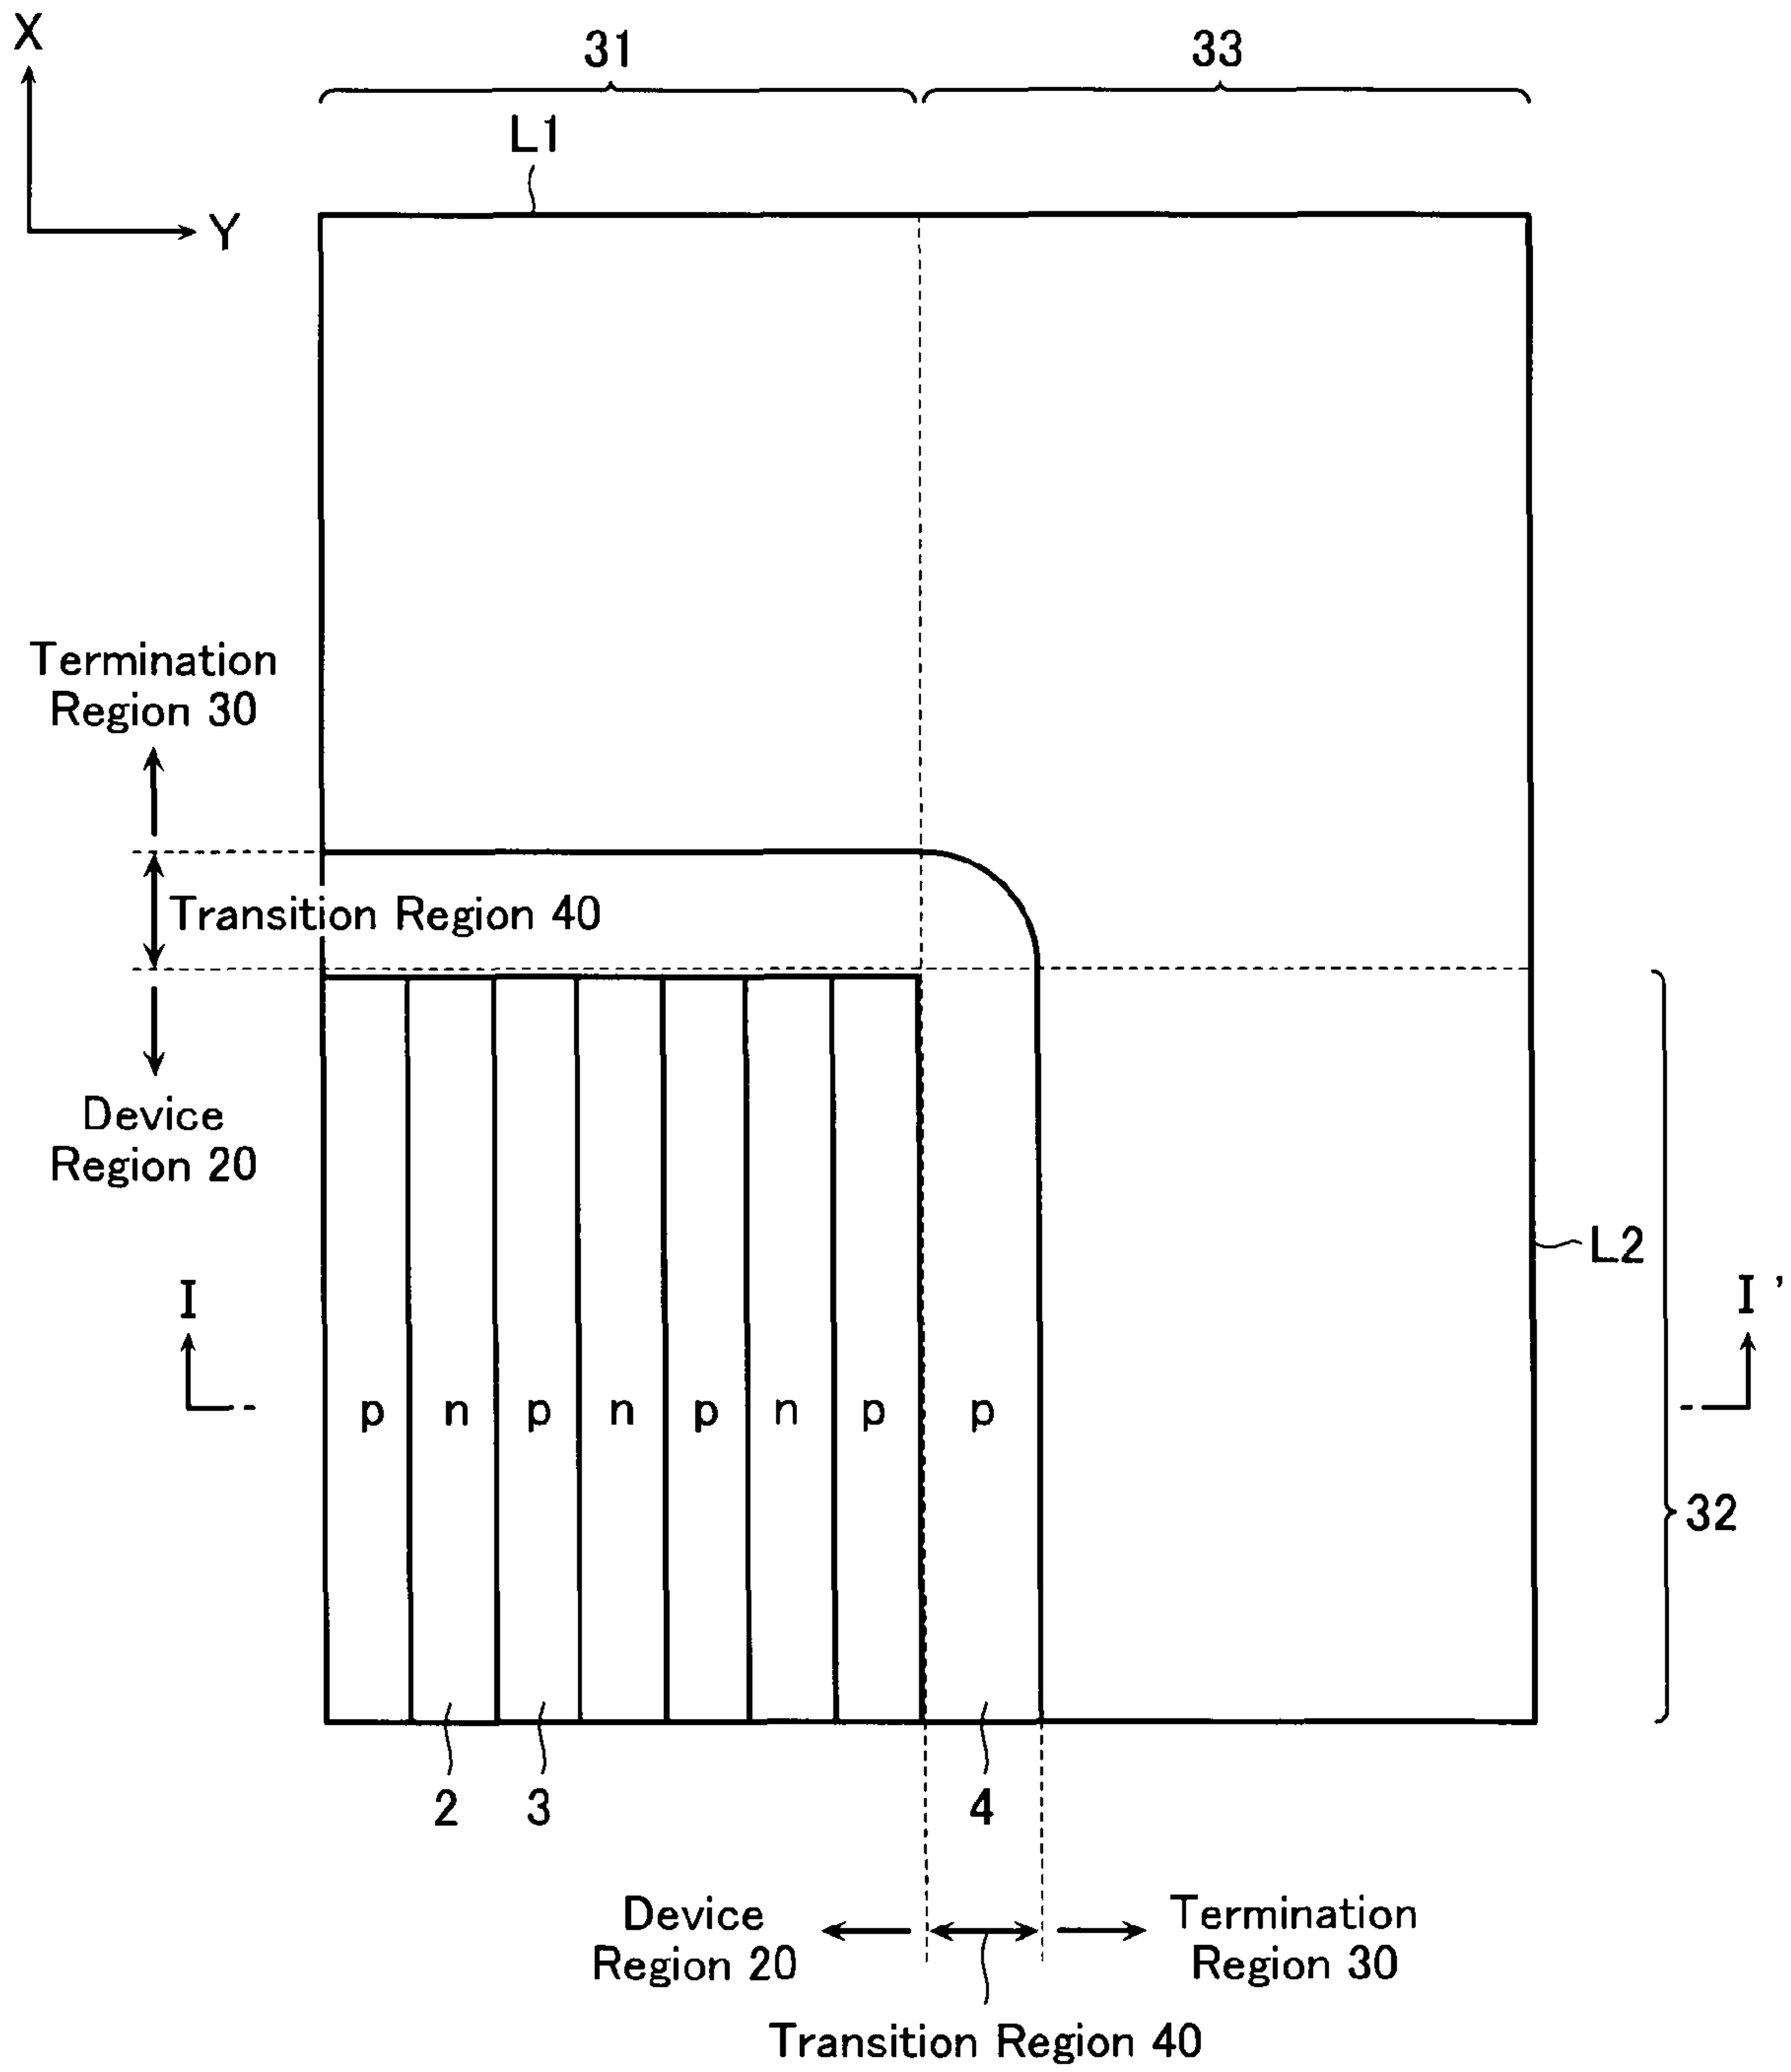 X
31
33
L1
Y
Termination
Region 30
Transition Region 40
Device
Region 20
L2
I
I'
p n p n p n p p
32
2 3 4
Device
Region 20
Termination
Region 30
Transition Region 40